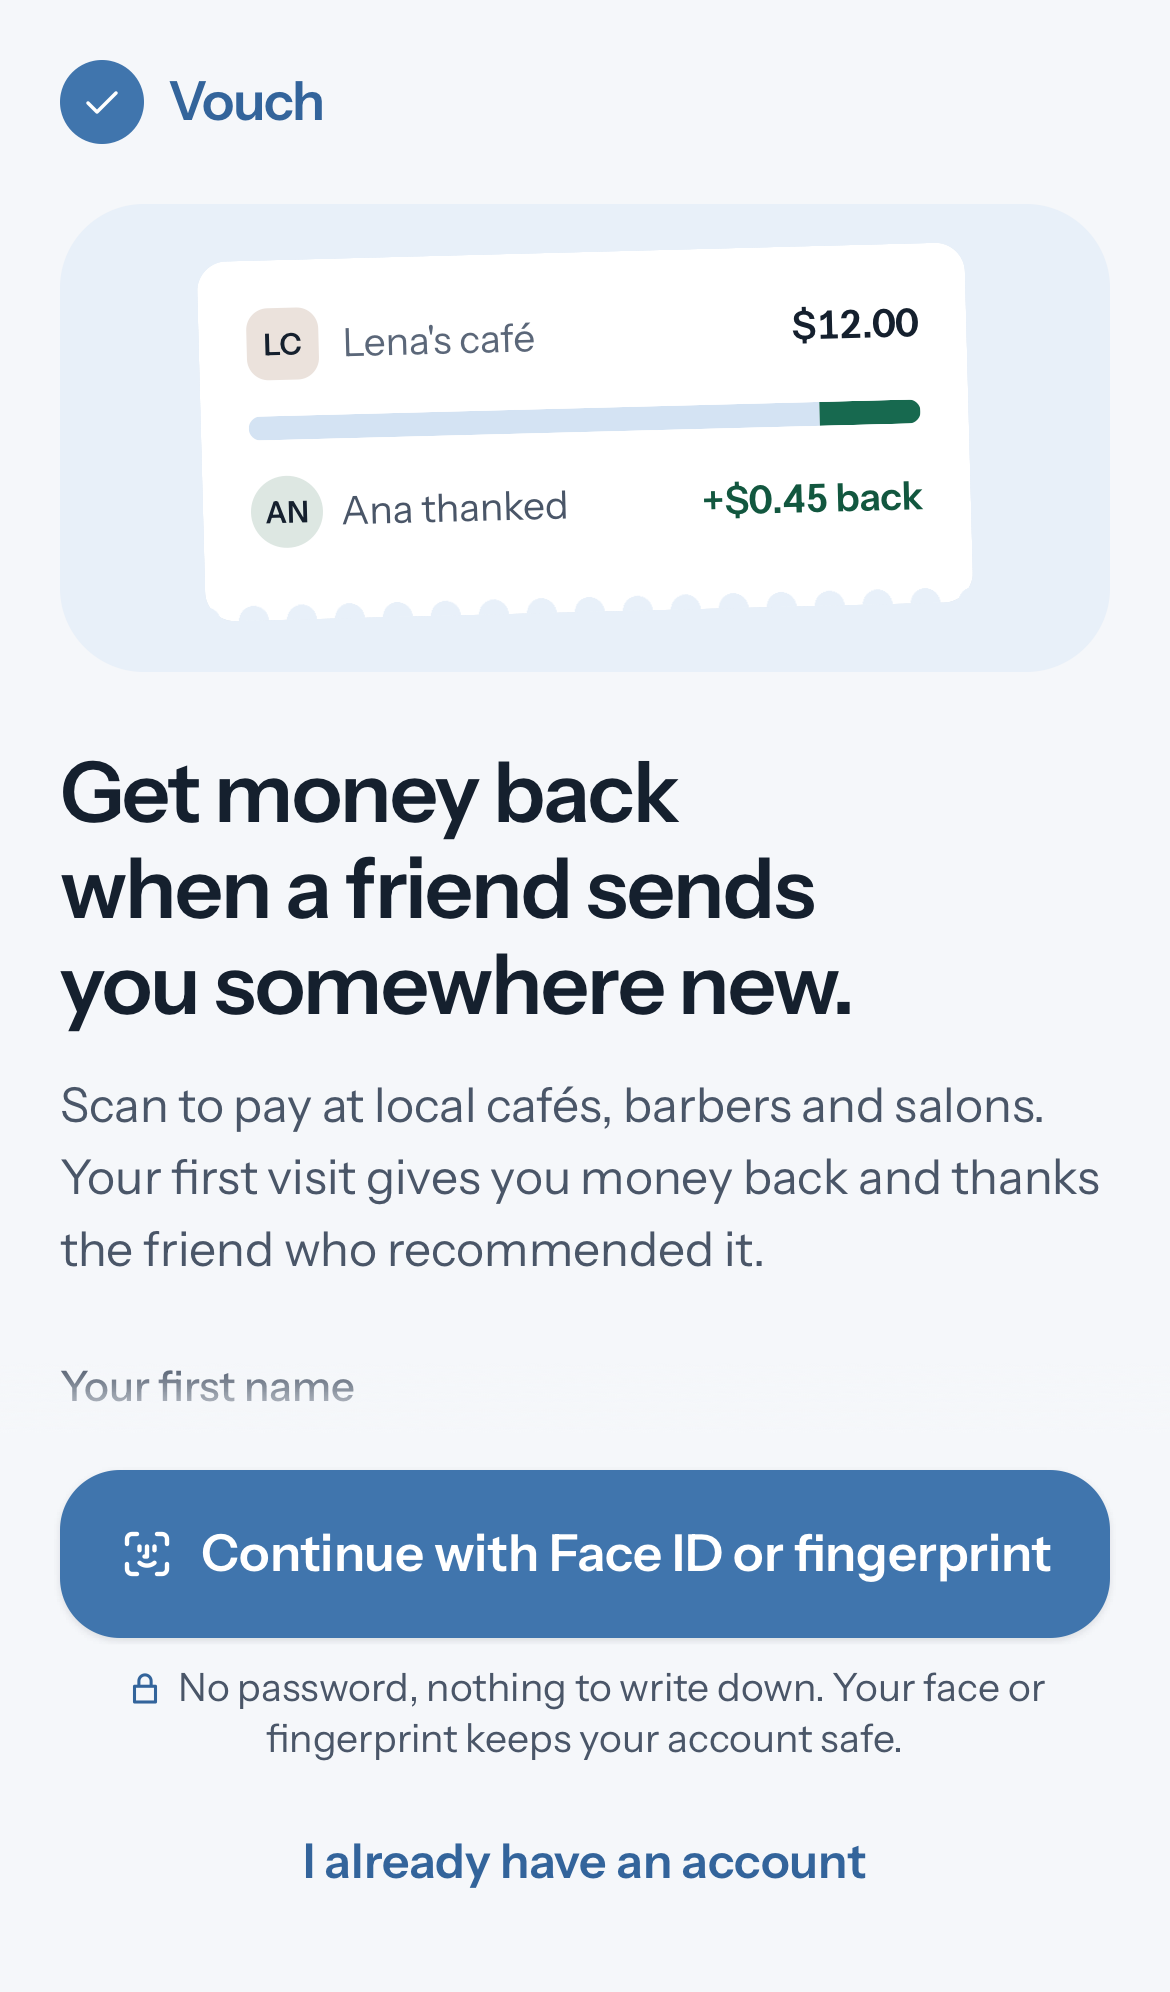 Vouch
LC Lena's café $12.00
AN Ana thanked +$0.45 back
Get money back
when a friend sends
you somewhere new.
Scan to pay at local cafés, barbers and salons.
Your first visit gives you money back and thanks
the friend who recommended it.
Your first name
Continue with Face ID or fingerprint
No password, nothing to write down. Your face or
fingerprint keeps your account safe.
I already have an account